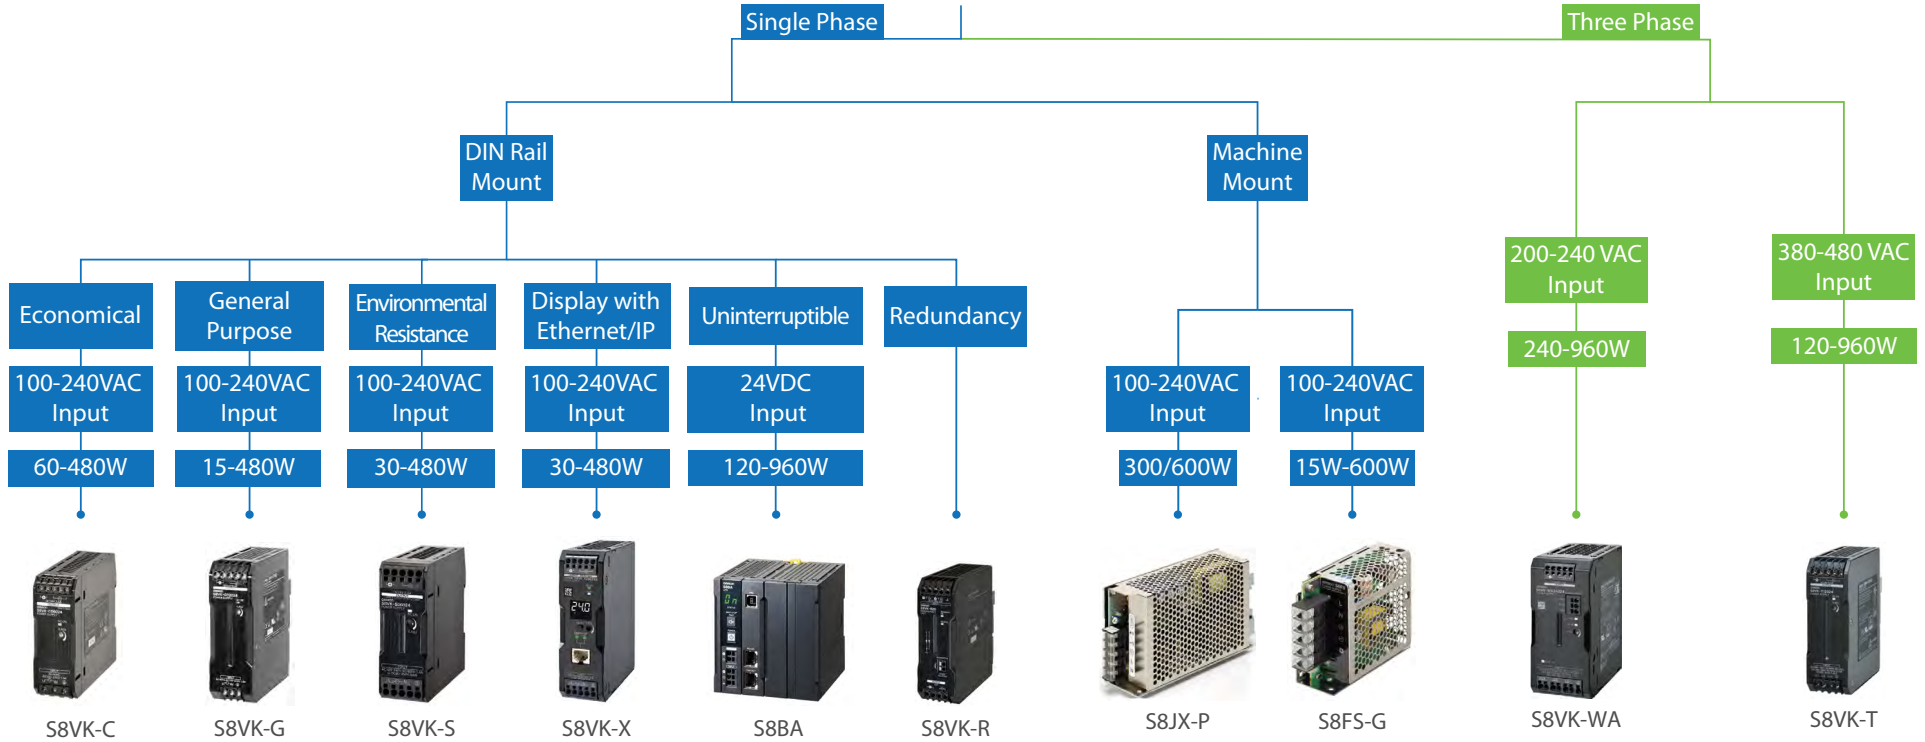 Single Phase
Three Phase
DIN Rail
Mount
Machine
Mount
200-240 VAC
Input
380-480 VAC
Input
Economical
General
Purpose
Environmental
Resistance
Display with
Ethernet/IP
Uninterruptible
Redundancy
240-960W
120-960W
100-240VAC
Input
100-240VAC
Input
100-240VAC
Input
100-240VAC
Input
24VDC
Input
100-240VAC
Input
100-240VAC
Input
60-480W
15-480W
30-480W
30-480W
120-960W
300/600W
15W-600W
24.0
S8VK-C
S8VK-G
S8VK-S
S8VK-X
S8BA
S8VK-R
S8JX-P
S8FS-G
S8VK-WA
S8VK-T